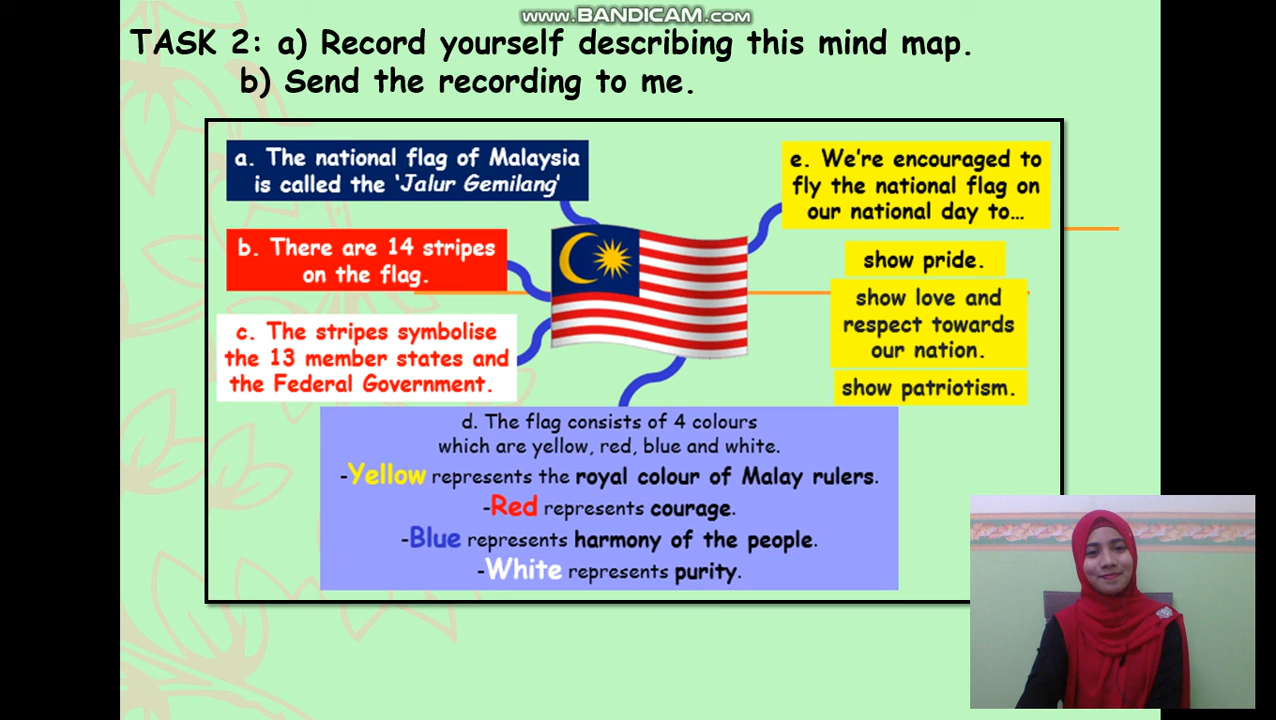 www.BANDICAM.com
TASK 2: a) Record yourself describing this mind map.
b) Send the recording to me.
a. The national flag of Malaysia
is called the ‘Jalur Gemilang’
b. There are 14 stripes
on the flag.
c. The stripes symbolise
the 13 member states and
the Federal Government.
d. The flag consists of 4 colours
which are yellow, red, blue and white.
-Yellow represents the royal colour of Malay rulers.
-Red represents courage.
-Blue represents harmony of the people.
-White represents purity.
e. We're encouraged to
fly the national flag on
our national day to...
show pride.
show love and
respect towards
our nation.
show patriotism.